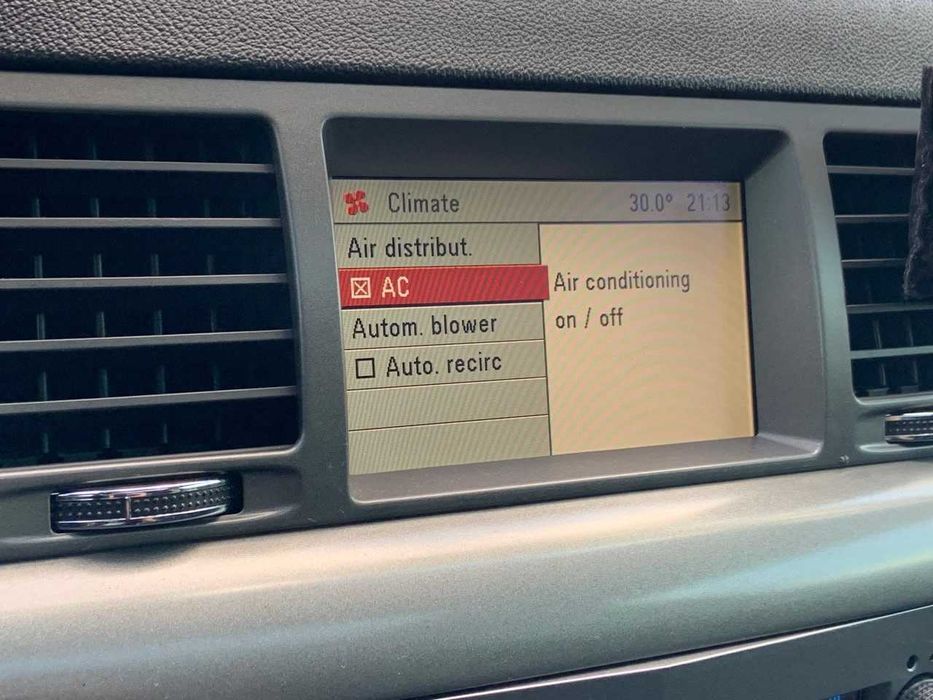 Climate 30.0° 21:13
Air distribut.
AC
Autom. blower
Auto. recirc
Air conditioning
on / off